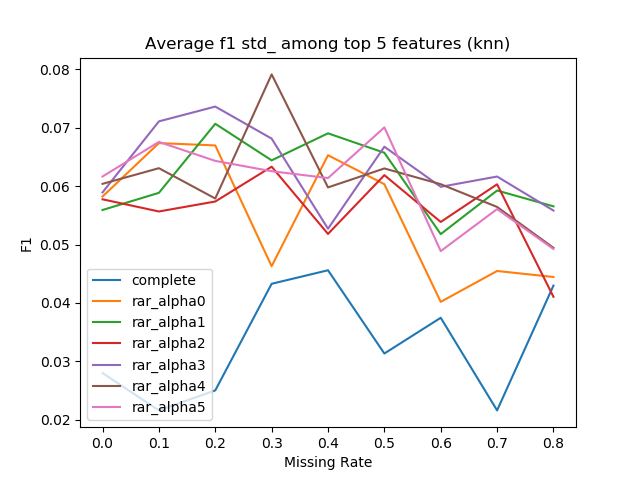 Average f1 std_ among top 5 features (knn)
F1
0.08
0.07
0.06
0.05
0.04
0.03
0.02
complete
rar_alpha0
rar_alpha1
rar_alpha2
rar_alpha3
rar_alpha4
rar_alpha5
0.0 0.1 0.2 0.3 0.4 0.5 0.6 0.7 0.8
Missing Rate